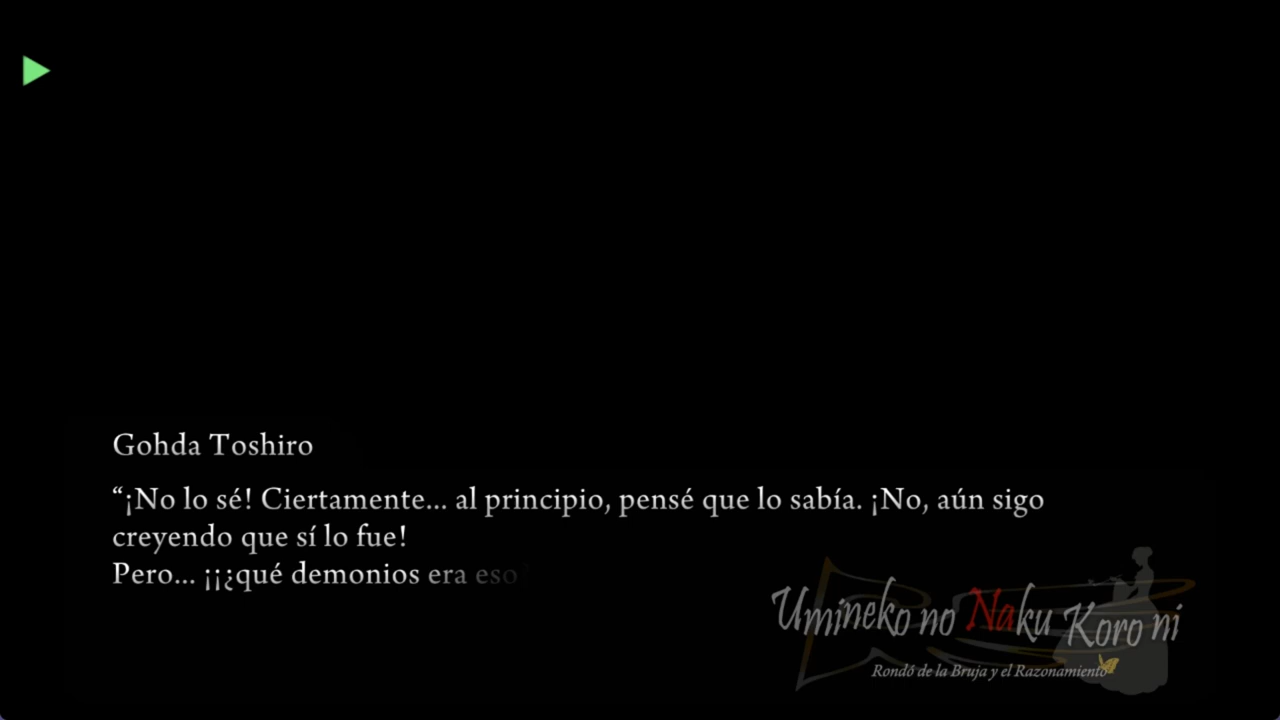 Gohda Toshiro
“¡No lo sé! Ciertamente... al principio, pensé que lo sabía. ¡No, aún sigo
creyendo que sí lo fue!
Pero... ¡¡¿qué demonios era eso?
Umineko no Naku Koro ni
Rondó de la Bruja y el Razonamiento